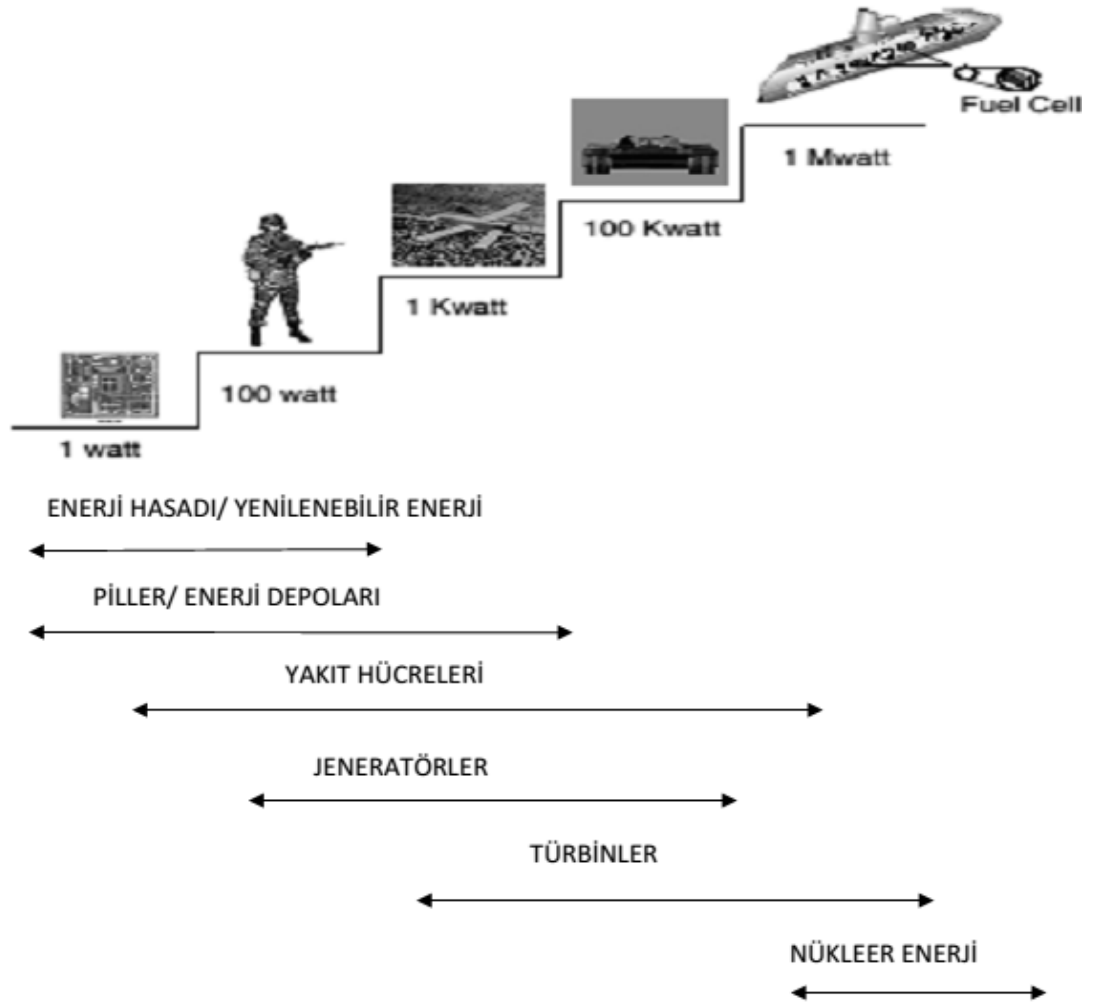 Fuel Cell
1 Mwatt
100 Kwatt
1 Kwatt
100 watt
1 watt
ENERJİ HASADI/ YENİLENEBİLİR ENERJİ
PİLLER/ ENERJİ DEPOLARI
YAKIT HÜCRELERİ
JENERATÖRLER
TÜRBİNLER
NÜKLEER ENERJİ